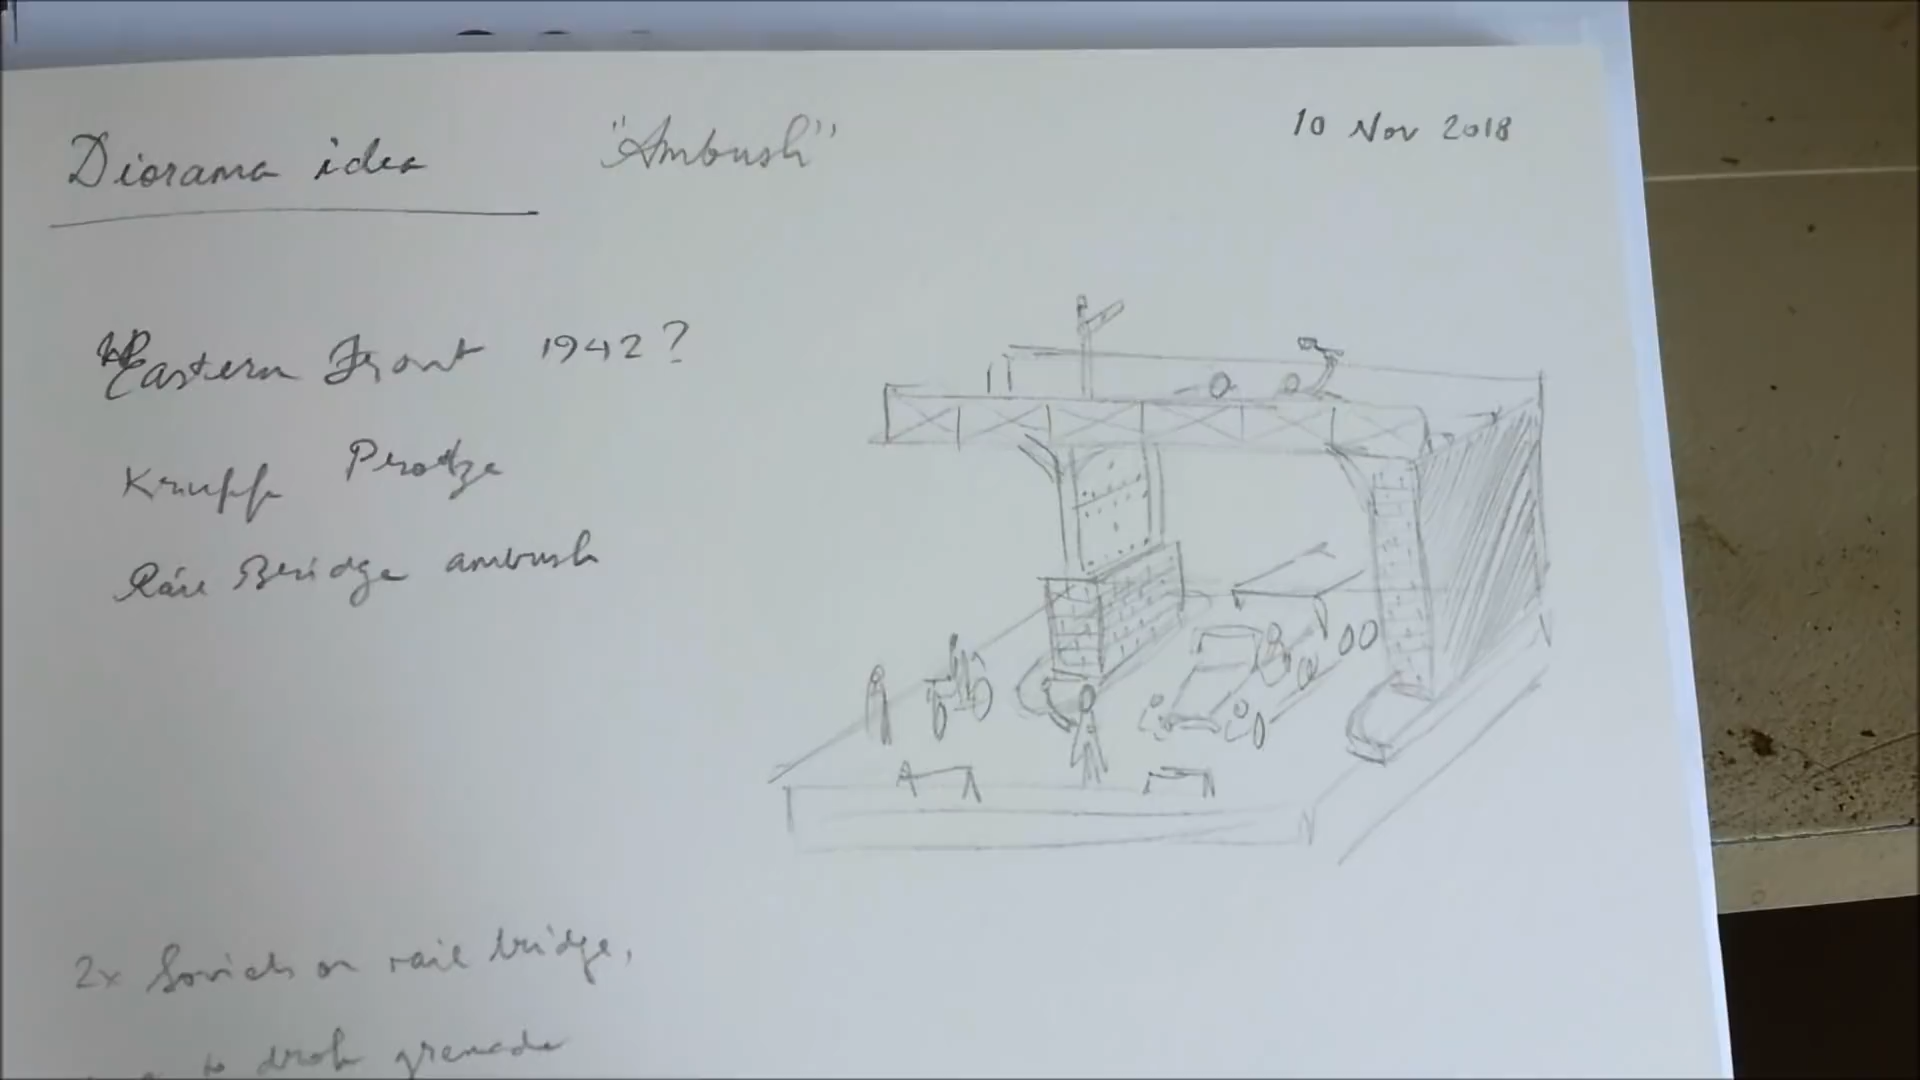 Diorama idea "Ambush" 10 Nov 2018
Eastern Front 1942?
Krupp Protze
Rail Bridge ambush
2x Soviets on rail bridge,
to drop grenade